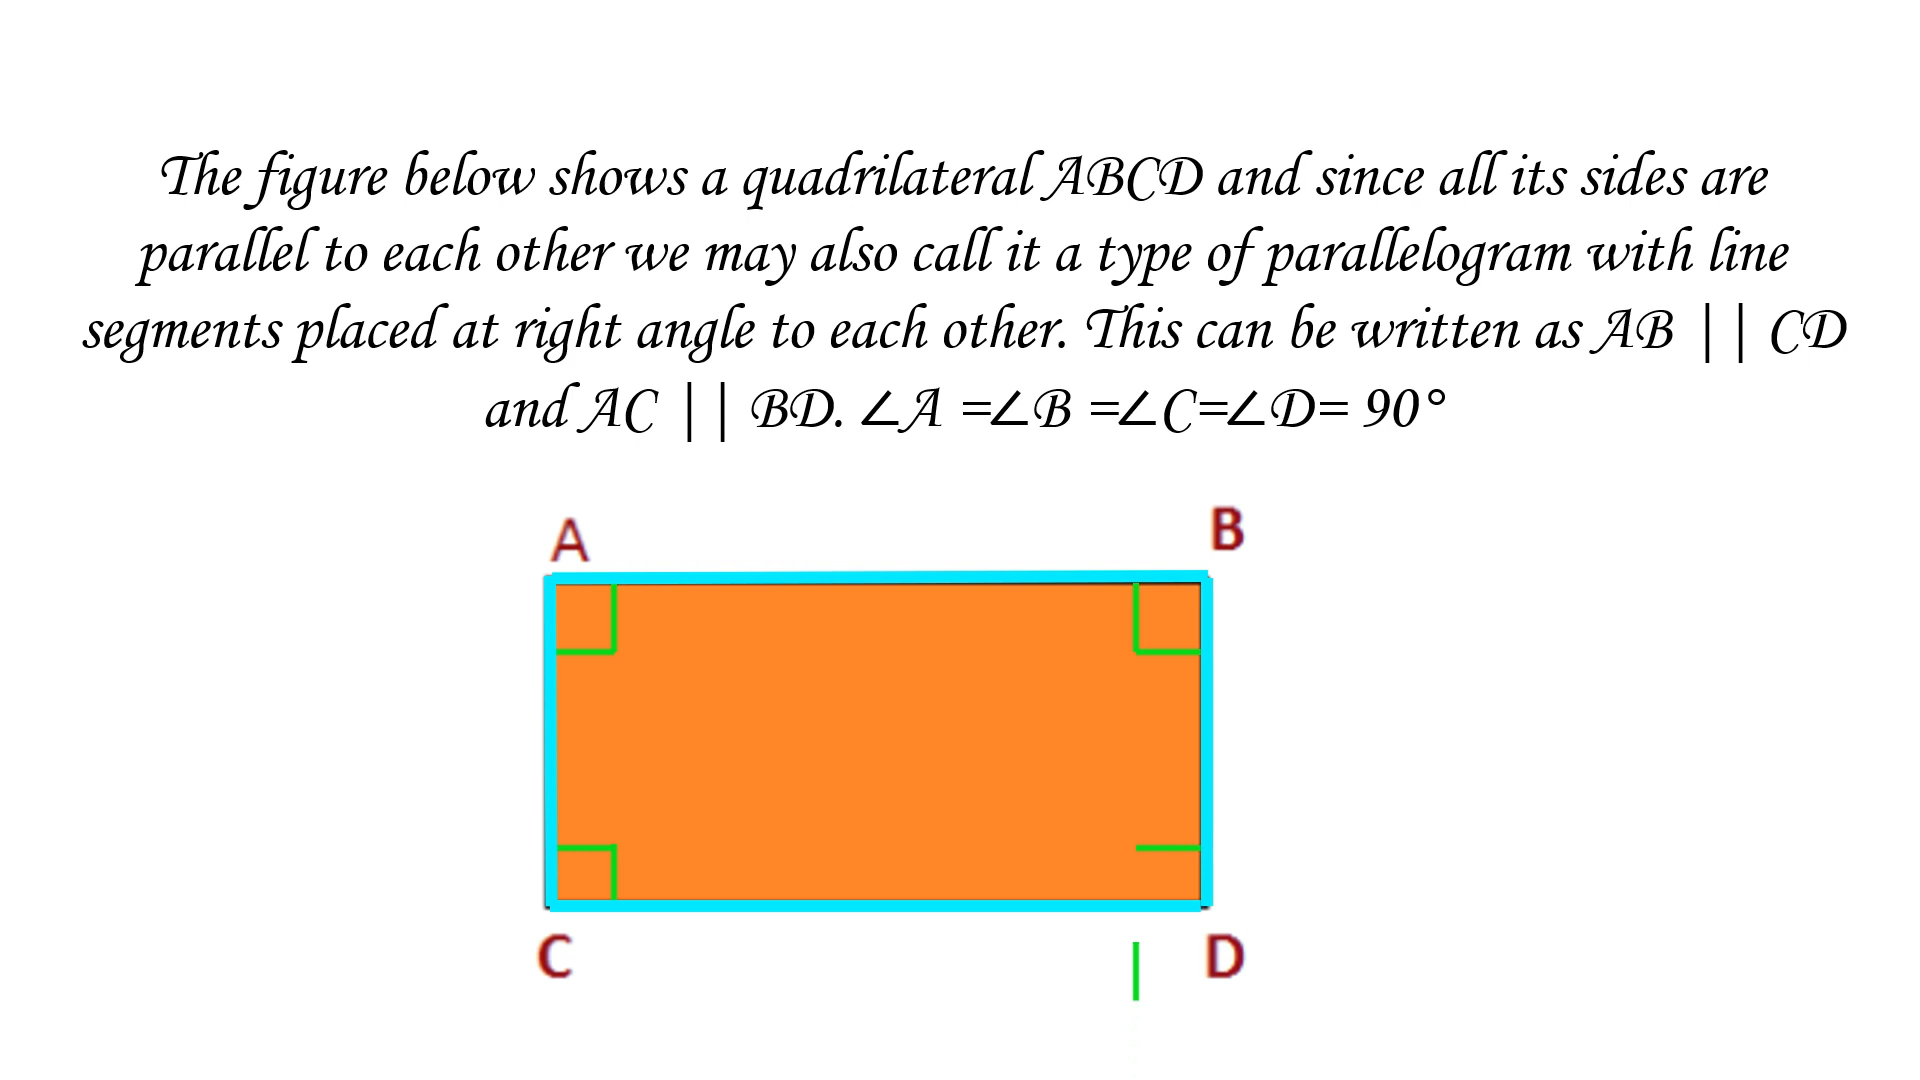 The figure below shows a quadrilateral ABCD and since all its sides are
parallel to each other we may also call it a type of parallelogram with line
segments placed at right angle to each other. This can be written as AB || CD
and AC || BD. ∠A =∠B =∠C=∠D= 90°
A
B
C
D